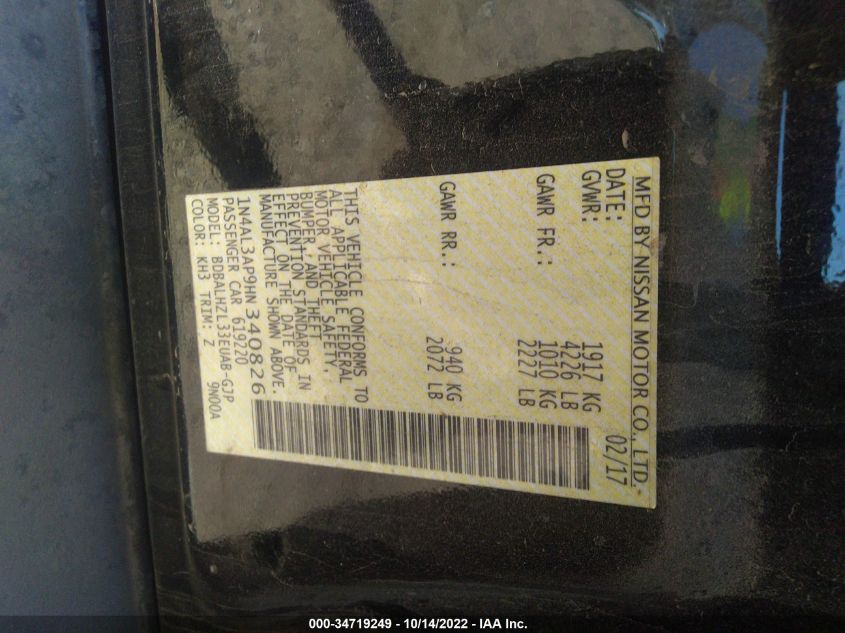 MFD BY NISSAN MOTOR CO., LTD.
DATE: 02/17
GVWR: 1917 KG
4226 LB
GAWR FR.: 1010 KG
2227 LB
GAWR RR.: 940 KG
2072 LB
THIS VEHICLE CONFORMS TO
ALL APPLICABLE FEDERAL
MOTOR VEHICLE SAFETY,
BUMPER, AND THEFT
PREVENTION STANDARDS IN
EFFECT ON THE DATE OF
MANUFACTURE SHOWN ABOVE.
1N4AL3AP9HN340826
PASSENGER CAR 619220
MODEL: BDBALHZL33EUAB-GJP
COLOR: KH3 TRIM: Z 9N00A
000-34719249 - 10/14/2022 - IAA Inc.